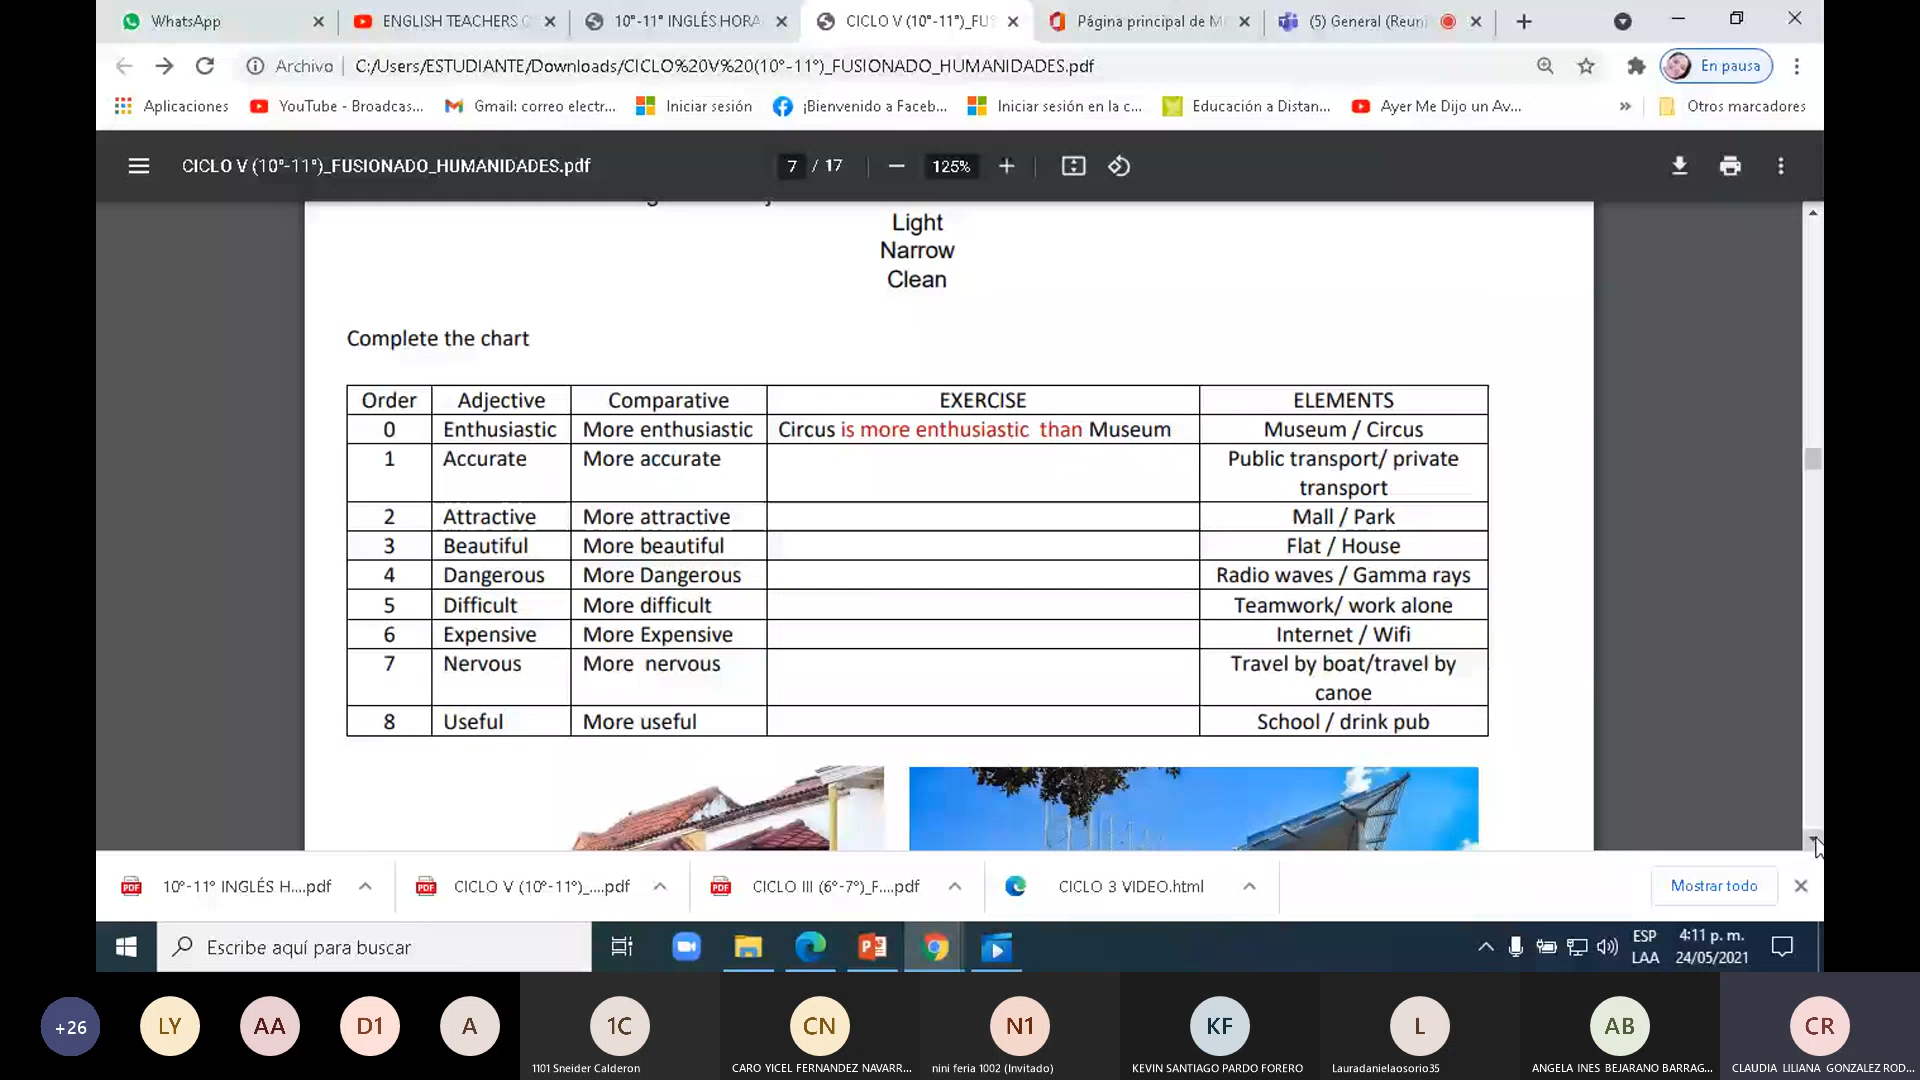 WhatsApp
ENGLISH TEACHERS
10°-11° INGLÉS HORA
CICLO V (10°-11°)_FUS
Página principal de M
(5) General (Reuni
Archivo C:/Users/ESTUDIANTE/Downloads/CICLO%20V%20(10°-11°)_FUSIONADO_HUMANIDADES.pdf
En pausa
Aplicaciones
YouTube - Broadcas...
Gmail: correo electr...
Iniciar sesión
¡Bienvenido a Faceb...
Iniciar sesión en la c...
Educación a Distan...
Ayer Me Dijo un Av...
» Otros marcadores
CICLO V (10°-11°)_FUSIONADO_HUMANIDADES.pdf
7 / 17
125%
Light
Narrow
Clean
Complete the chart
Order Adjective Comparative EXERCISE ELEMENTS
0 Enthusiastic More enthusiastic Circus is more enthusiastic than Museum Museum / Circus
1 Accurate More accurate Public transport/ private
transport
2 Attractive More attractive Mall / Park
3 Beautiful More beautiful Flat / House
4 Dangerous More Dangerous Radio waves / Gamma rays
5 Difficult More difficult Teamwork/ work alone
6 Expensive More Expensive Internet / Wifi
7 Nervous More nervous Travel by boat/travel by
canoe
8 Useful More useful School / drink pub
10°-11° INGLÉS H....pdf
CICLO V (10°-11°)_....pdf
CICLO III (6°-7°)_F....pdf
CICLO 3 VIDEO.html
Mostrar todo
Escribe aquí para buscar
ESP
LAA
4:11 p. m.
24/05/2021
+26
LY
AA
D1
A
1C
CN
N1
KF
L
AB
CR
1101 Sneider Calderon
CARO YICEL FERNANDEZ NAVARR...
nini feria 1002 (Invitado)
KEVIN SANTIAGO PARDO FORERO
Lauradanielaosorio35
ANGELA INES BEJARANO BARRAG...
CLAUDIA LILIANA GONZALEZ ROD...